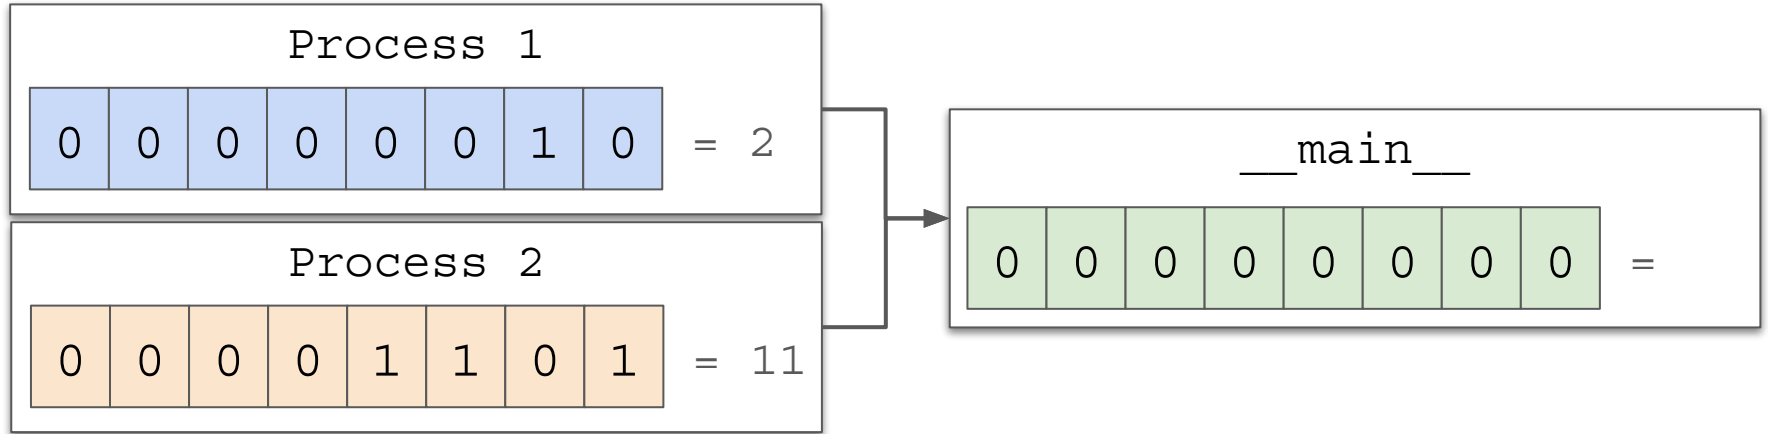 Process 1
0 0 0 0 0 0 1 0 = 2
Process 2
0 0 0 0 1 1 0 1 = 11
__main__
0 0 0 0 0 0 0 0 =